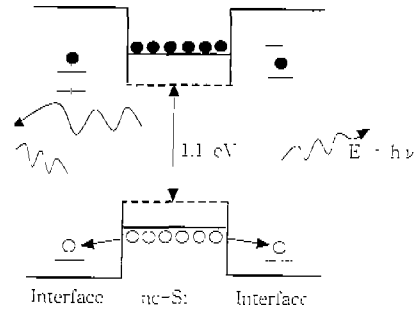 1.1 eV
E = hν
Interface nc-Si Interface